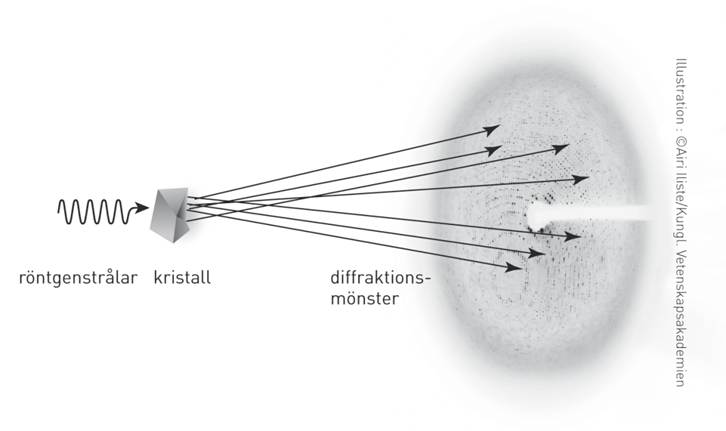 röntgenstrålar
kristall
diffraktions-
mönster
Illustration : ©Airi Iliste/Kungl. Vetenskapsakademien